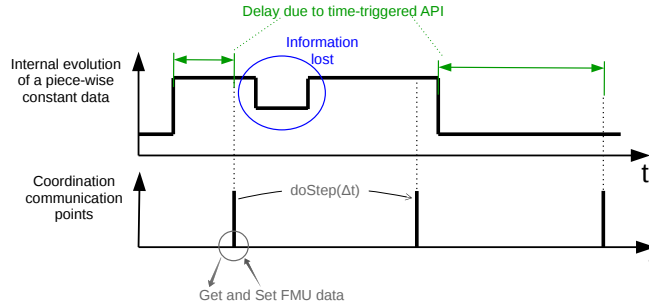 Delay due to time-triggered API
Internal evolution
of a piece-wise
constant data
Information
lost
t
Coordination
communication
points
doStep(Δt)
Get and Set FMU data